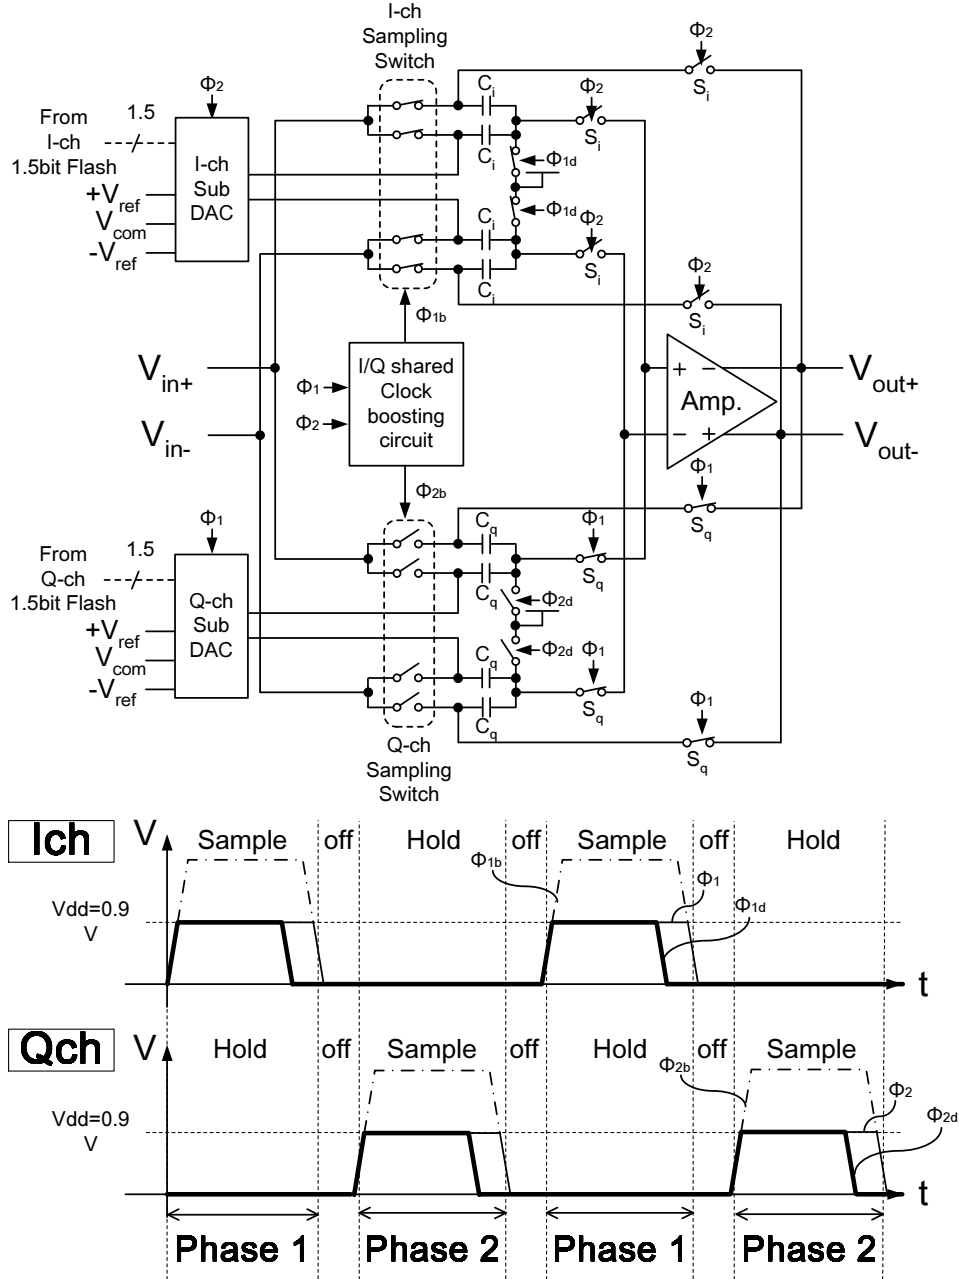 I-ch
Sampling
Switch
Φ2
Si
Φ2
From
I-ch
1.5bit Flash
1.5
+Vref
Vcom
-Vref
I-ch
Sub
DAC
Ci
Ci
Φ2
Si
Φ1d
Φ1d
Φ2
Ci
Ci
Si
Φ2
Si
Φ1b
Vin+
Vin-
Φ1
Φ2
I/Q shared
Clock
boosting
circuit
+ −
Amp.
− +
Vout+
Vout-
Φ2b
Φ1
Sq
Φ1
From
Q-ch
1.5bit Flash
1.5
+Vref
Vcom
-Vref
Q-ch
Sub
DAC
Cq
Cq
Φ1
Sq
Φ2d
Φ2d
Φ1
Cq
Cq
Sq
Φ1
Sq
Q-ch
Sampling
Switch
Ich
V
Sample off Hold off Sample off Hold
Φ1b
Φ1
Φ1d
Vdd=0.9
V
t
Qch
V
Hold off Sample off Hold off Sample
Φ2b
Φ2
Φ2d
Vdd=0.9
V
t
Phase 1 Phase 2 Phase 1 Phase 2